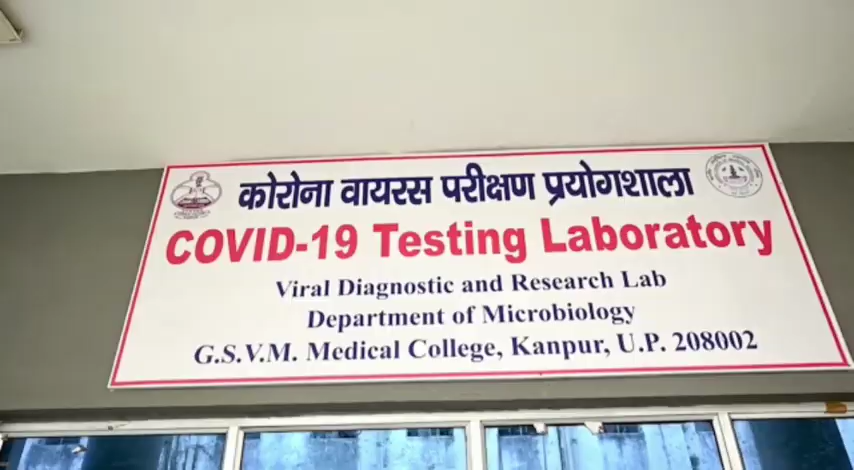 कोरोना वायरस परीक्षण प्रयोगशाला
COVID-19 Testing Laboratory
Viral Diagnostic and Research Lab
Department of Microbiology
G.S.V.M. Medical College, Kanpur, U.P. 208002